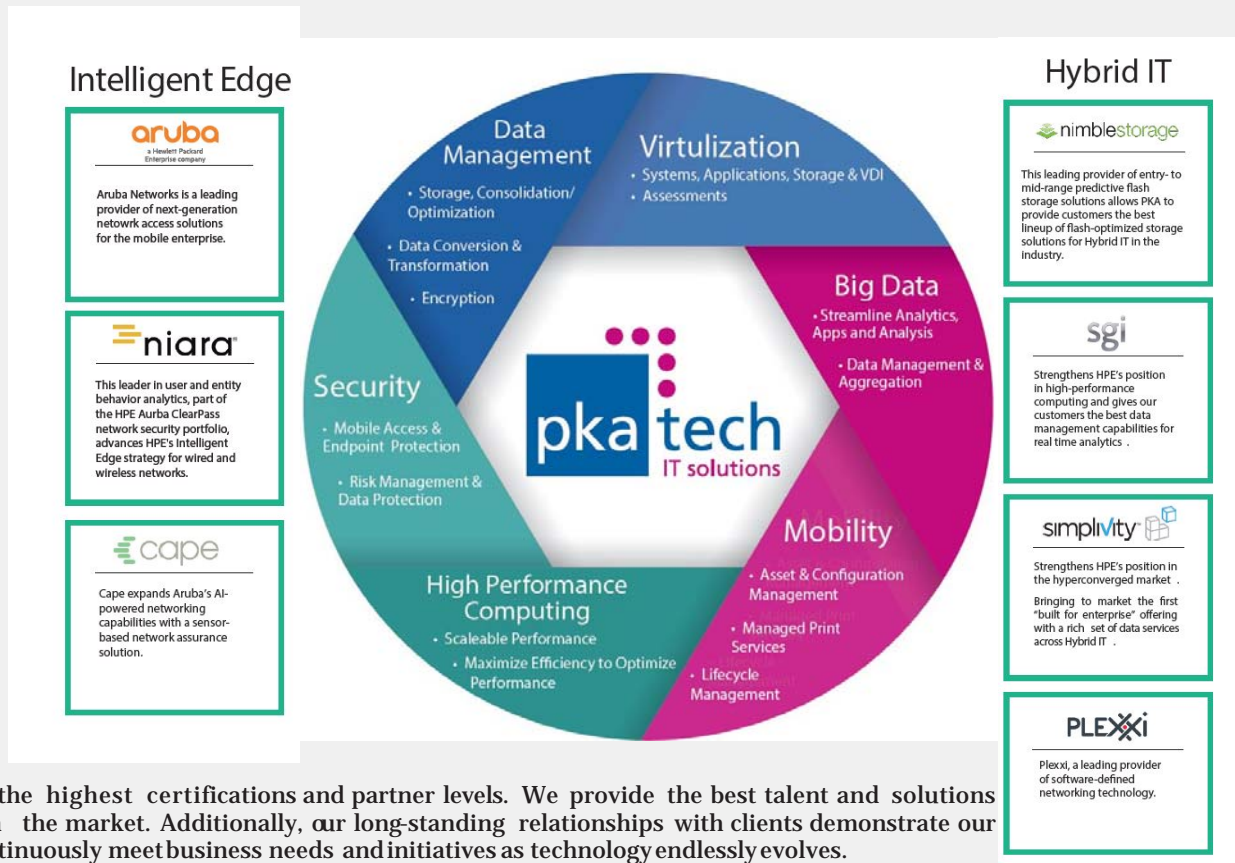 Intelligent Edge
aruba
a Hewlett Packard
Enterprise company
Aruba Networks is a leading
provider of next-generation
netowrk access solutions
for the mobile enterprise.
niara
This leader in user and entity
behavior analytics, part of
the HPE Aurba ClearPass
network security portfolio,
advances HPE's Intelligent
Edge strategy for wired and
wireless networks.
cape
Cape expands Aruba's AI-
powered networking
capabilities with a sensor-
based network assurance
solution.
Data
Management
• Storage, Consolidation/
Optimization
• Data Conversion &
Transformation
• Encryption
Virtulization
• Systems, Applications, Storage & VDI
• Assessments
Big Data
• Streamline Analytics,
Apps and Analysis
• Data Management &
Aggregation
Security
• Mobile Access &
Endpoint Protection
• Risk Management &
Data Protection
pka tech
IT solutions
Mobility
• Asset & Configuration
Management
• Managed Print
Services
• Lifecycle
Management
High Performance
Computing
• Scaleable Performance
• Maximize Efficiency to Optimize
Performance
Hybrid IT
nimblestorage
This leading provider of entry- to
mid-range predictive flash
storage solutions allows PKA to
provide customers the best
lineup of flash-optimized storage
solutions for Hybrid IT in the
industry.
sgi
Strengthens HPE's position
in high-performance
computing and gives our
customers the best data
management capabilities for
real time analytics .
simplivity
Strengthens HPE's position in
the hyperconverged market .
Bringing to market the first
"built for enterprise" offering
with a rich set of data services
across Hybrid IT .
PLEXXi
Plexxi, a leading provider
of software-defined
networking technology.
the highest certifications and partner levels. We provide the best talent and solutions
the market. Additionally, our long-standing relationships with clients demonstrate our
tinuously meet business needs and initiatives as technology endlessly evolves.